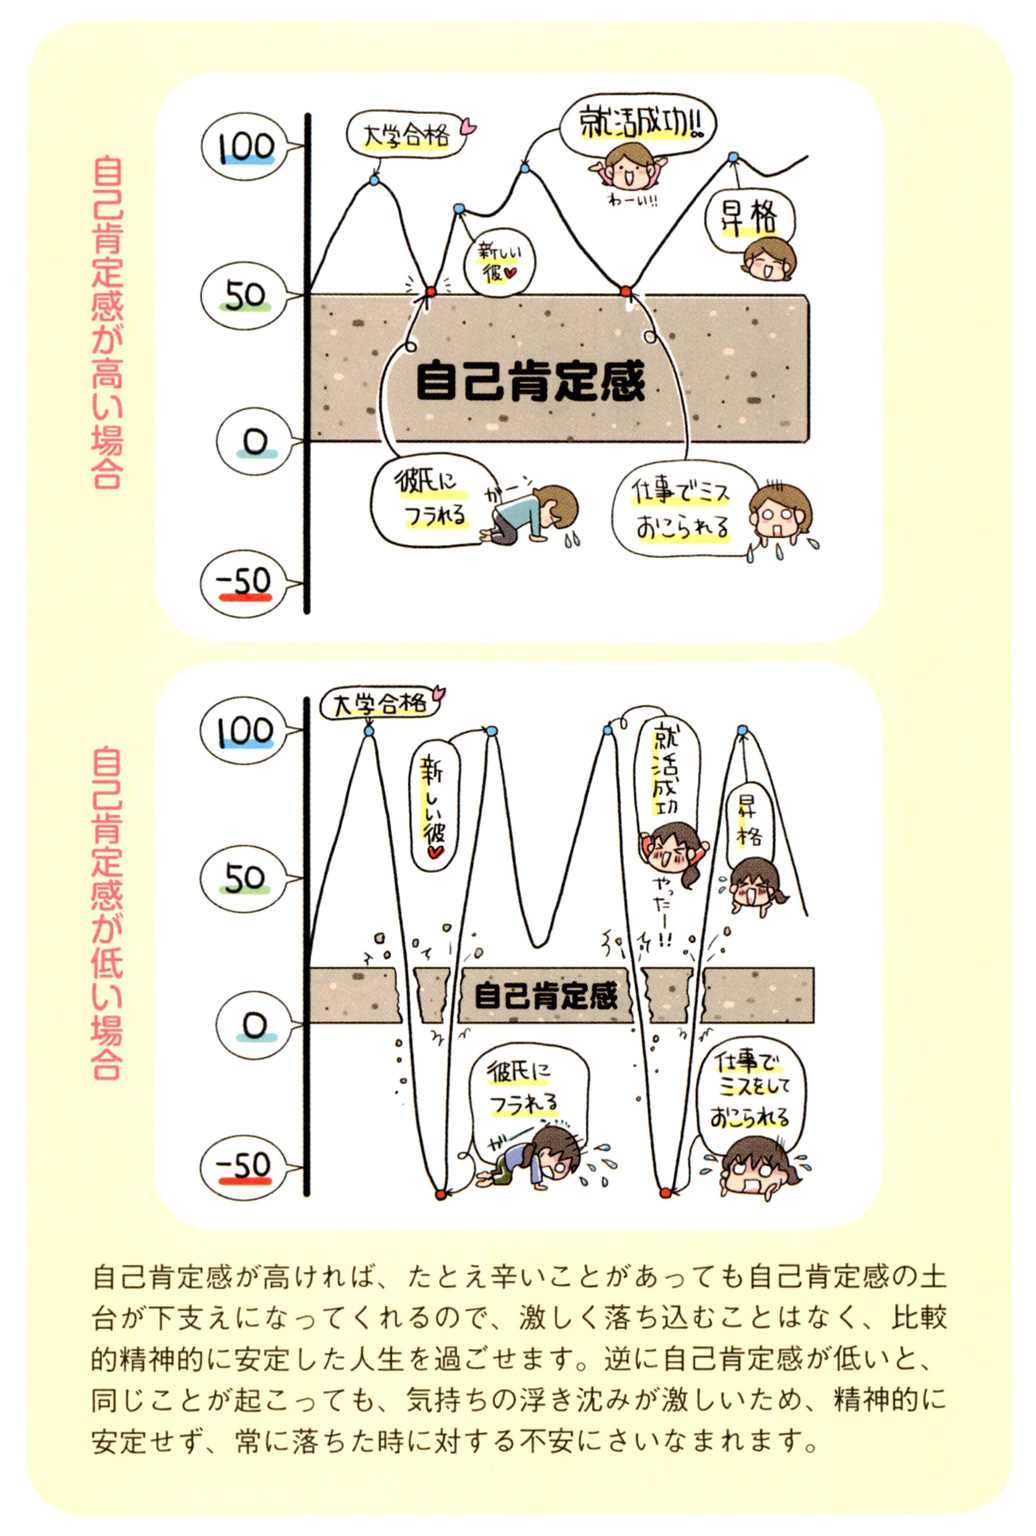 自己肯定感が高い場合
100
50
0
-50
大学合格
就活成功!!
わーい!!
新しい
彼
昇格
自己肯定感
彼氏に
フラれる
がーン
仕事でミス
おこられる
自己肯定感が低い場合
100
50
0
-50
大学合格
新しい彼
就活成功
やったー!!
昇格
自己肯定感
彼氏に
フラれる
がーン
仕事で
ミスをして
おこられる
自己肯定感が高ければ、たとえ辛いことがあっても自己肯定感の土
台が下支えになってくれるので、激しく落ち込むことはなく、比較
的精神的に安定した人生を過ごせます。逆に自己肯定感が低いと、
同じことが起こっても、気持ちの浮き沈みが激しいため、精神的に
安定せず、常に落ちた時に対する不安にさいなまれます。